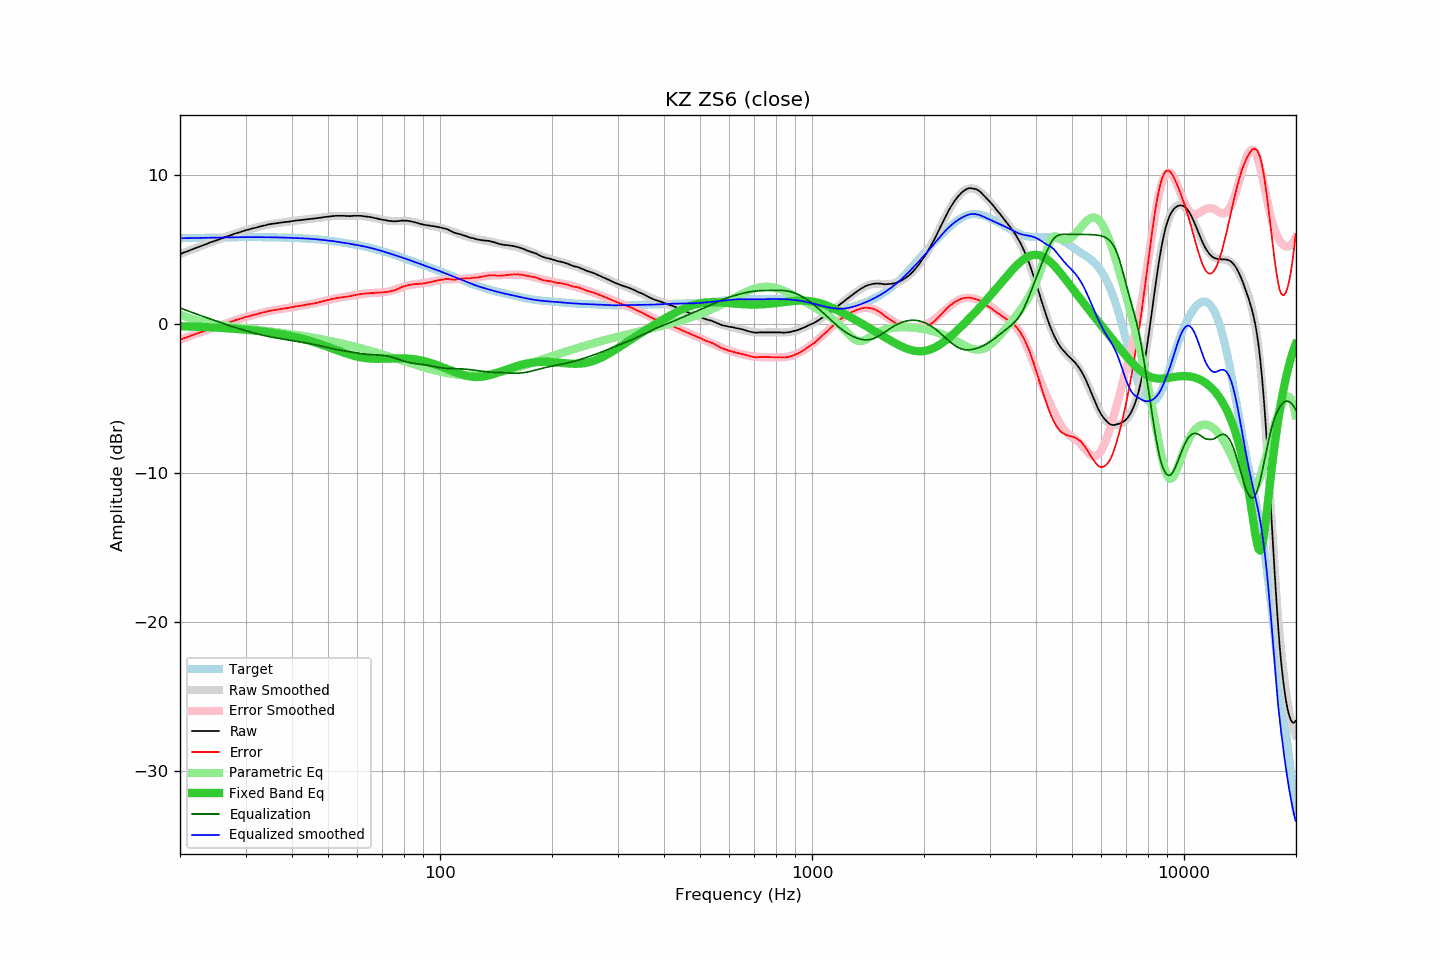 KZ ZS6 (close)
10
0
−10
−20
−30
Amplitude (dBr)
Target
Raw Smoothed
Error Smoothed
Raw
Error
Parametric Eq
Fixed Band Eq
Equalization
Equalized smoothed
100
1000
10000
Frequency (Hz)